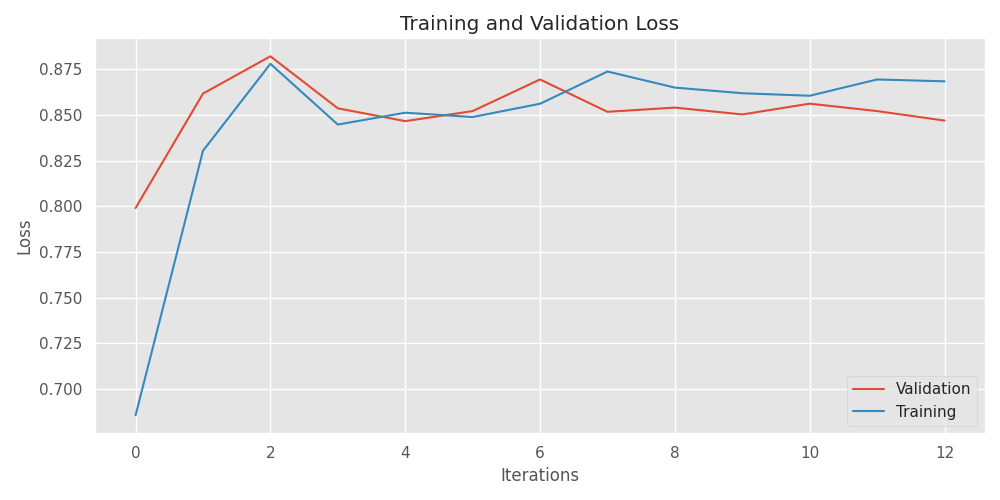 Training and Validation Loss
0.875
0.850
0.825
0.800
0.775
0.750
0.725
0.700
Loss
0 2 4 6 8 10 12
Iterations
Validation
Training